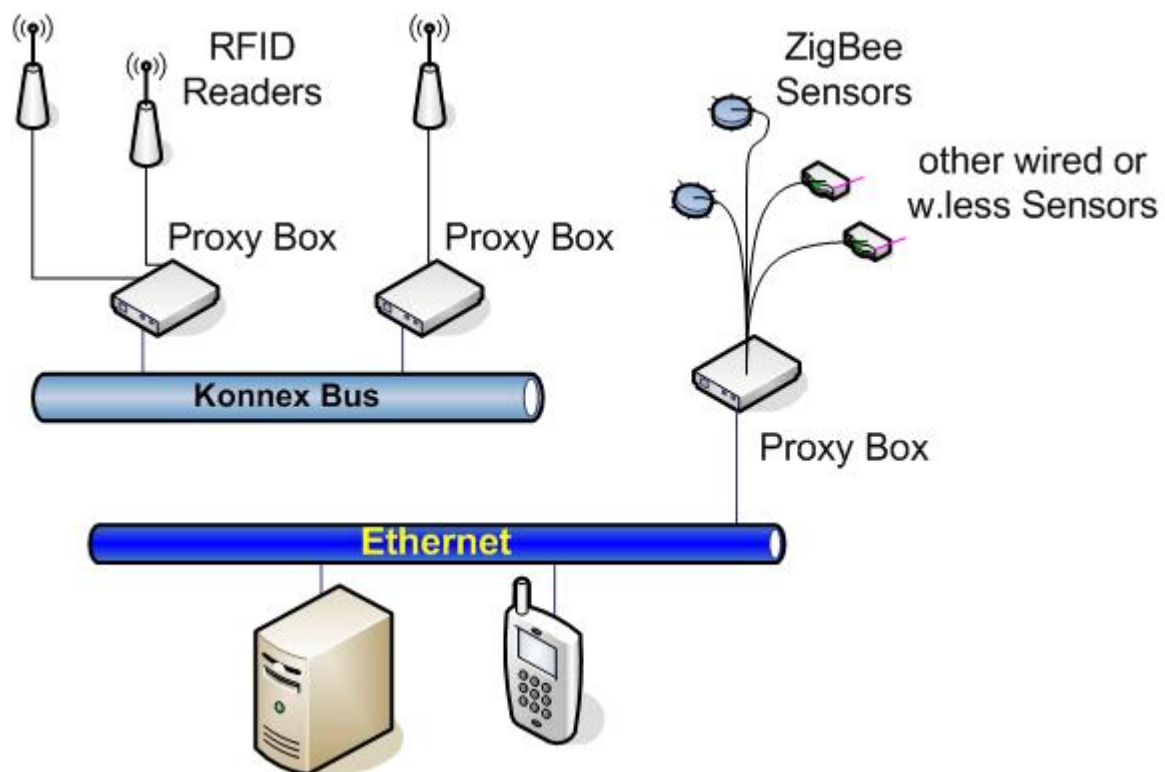 RFID
Readers
ZigBee
Sensors
other wired or
w.less Sensors
Proxy Box
Proxy Box
Konnex Bus
Proxy Box
Ethernet